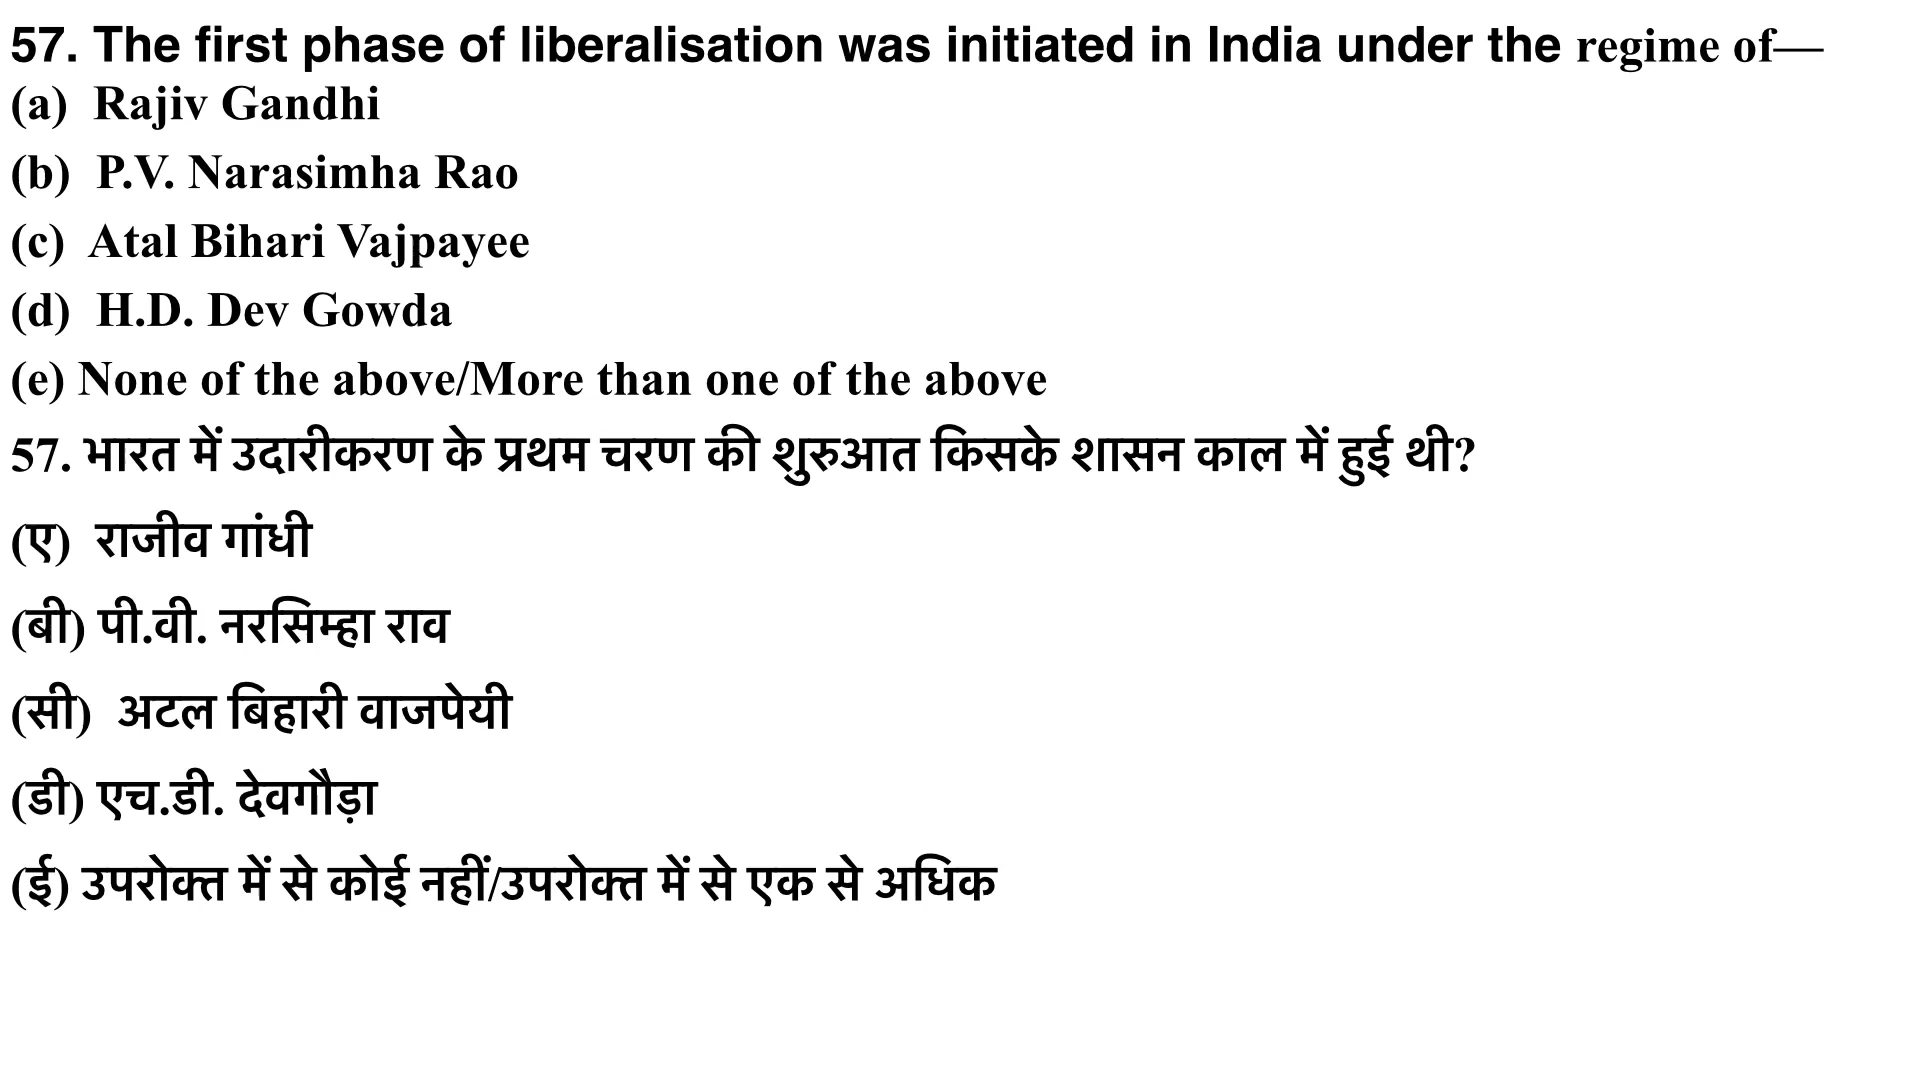 57. The first phase of liberalisation was initiated in India under the regime of—
(a) Rajiv Gandhi
(b) P.V. Narasimha Rao
(c) Atal Bihari Vajpayee
(d) H.D. Dev Gowda
(e) None of the above/More than one of the above
57. भारत में उदारीकरण के प्रथम चरण की शुरुआत किसके शासन काल में हुई थी?
(ए) राजीव गांधी
(बी) पी.वी. नरसिम्हा राव
(सी) अटल बिहारी वाजपेयी
(डी) एच.डी. देवगौड़ा
(ई) उपरोक्त में से कोई नहीं/उपरोक्त में से एक से अधिक